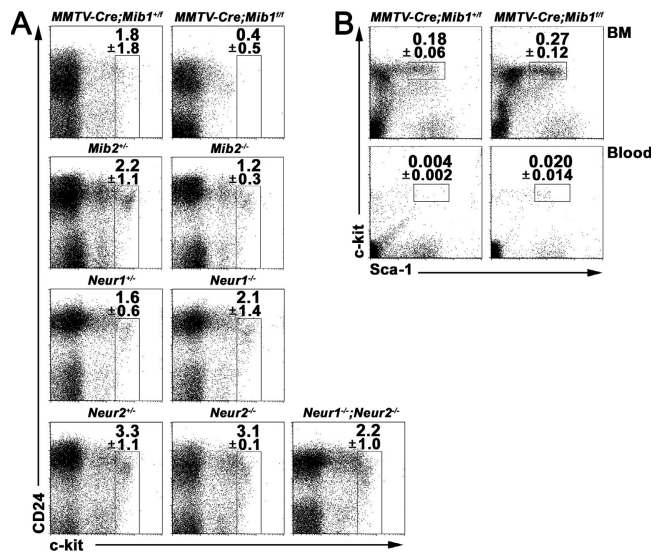 A
MMTV-Cre;Mib1+/f MMTV-Cre;Mib1f/f
1.8 0.4
±1.8 ±0.5
Mib2+/- Mib2-/-
2.2 1.2
±1.1 ±0.3
Neur1+/- Neur1-/-
1.6 2.1
±0.6 ±1.4
Neur2+/- Neur2-/- Neur1-/-;Neur2-/-
3.3 3.1 2.2
±1.1 ±0.1 ±1.0
CD24
c-kit
B
MMTV-Cre;Mib1+/f MMTV-Cre;Mib1f/f
BM
0.18 0.27
±0.06 ±0.12
Blood
0.004 0.020
±0.002 ±0.014
c-kit
Sca-1